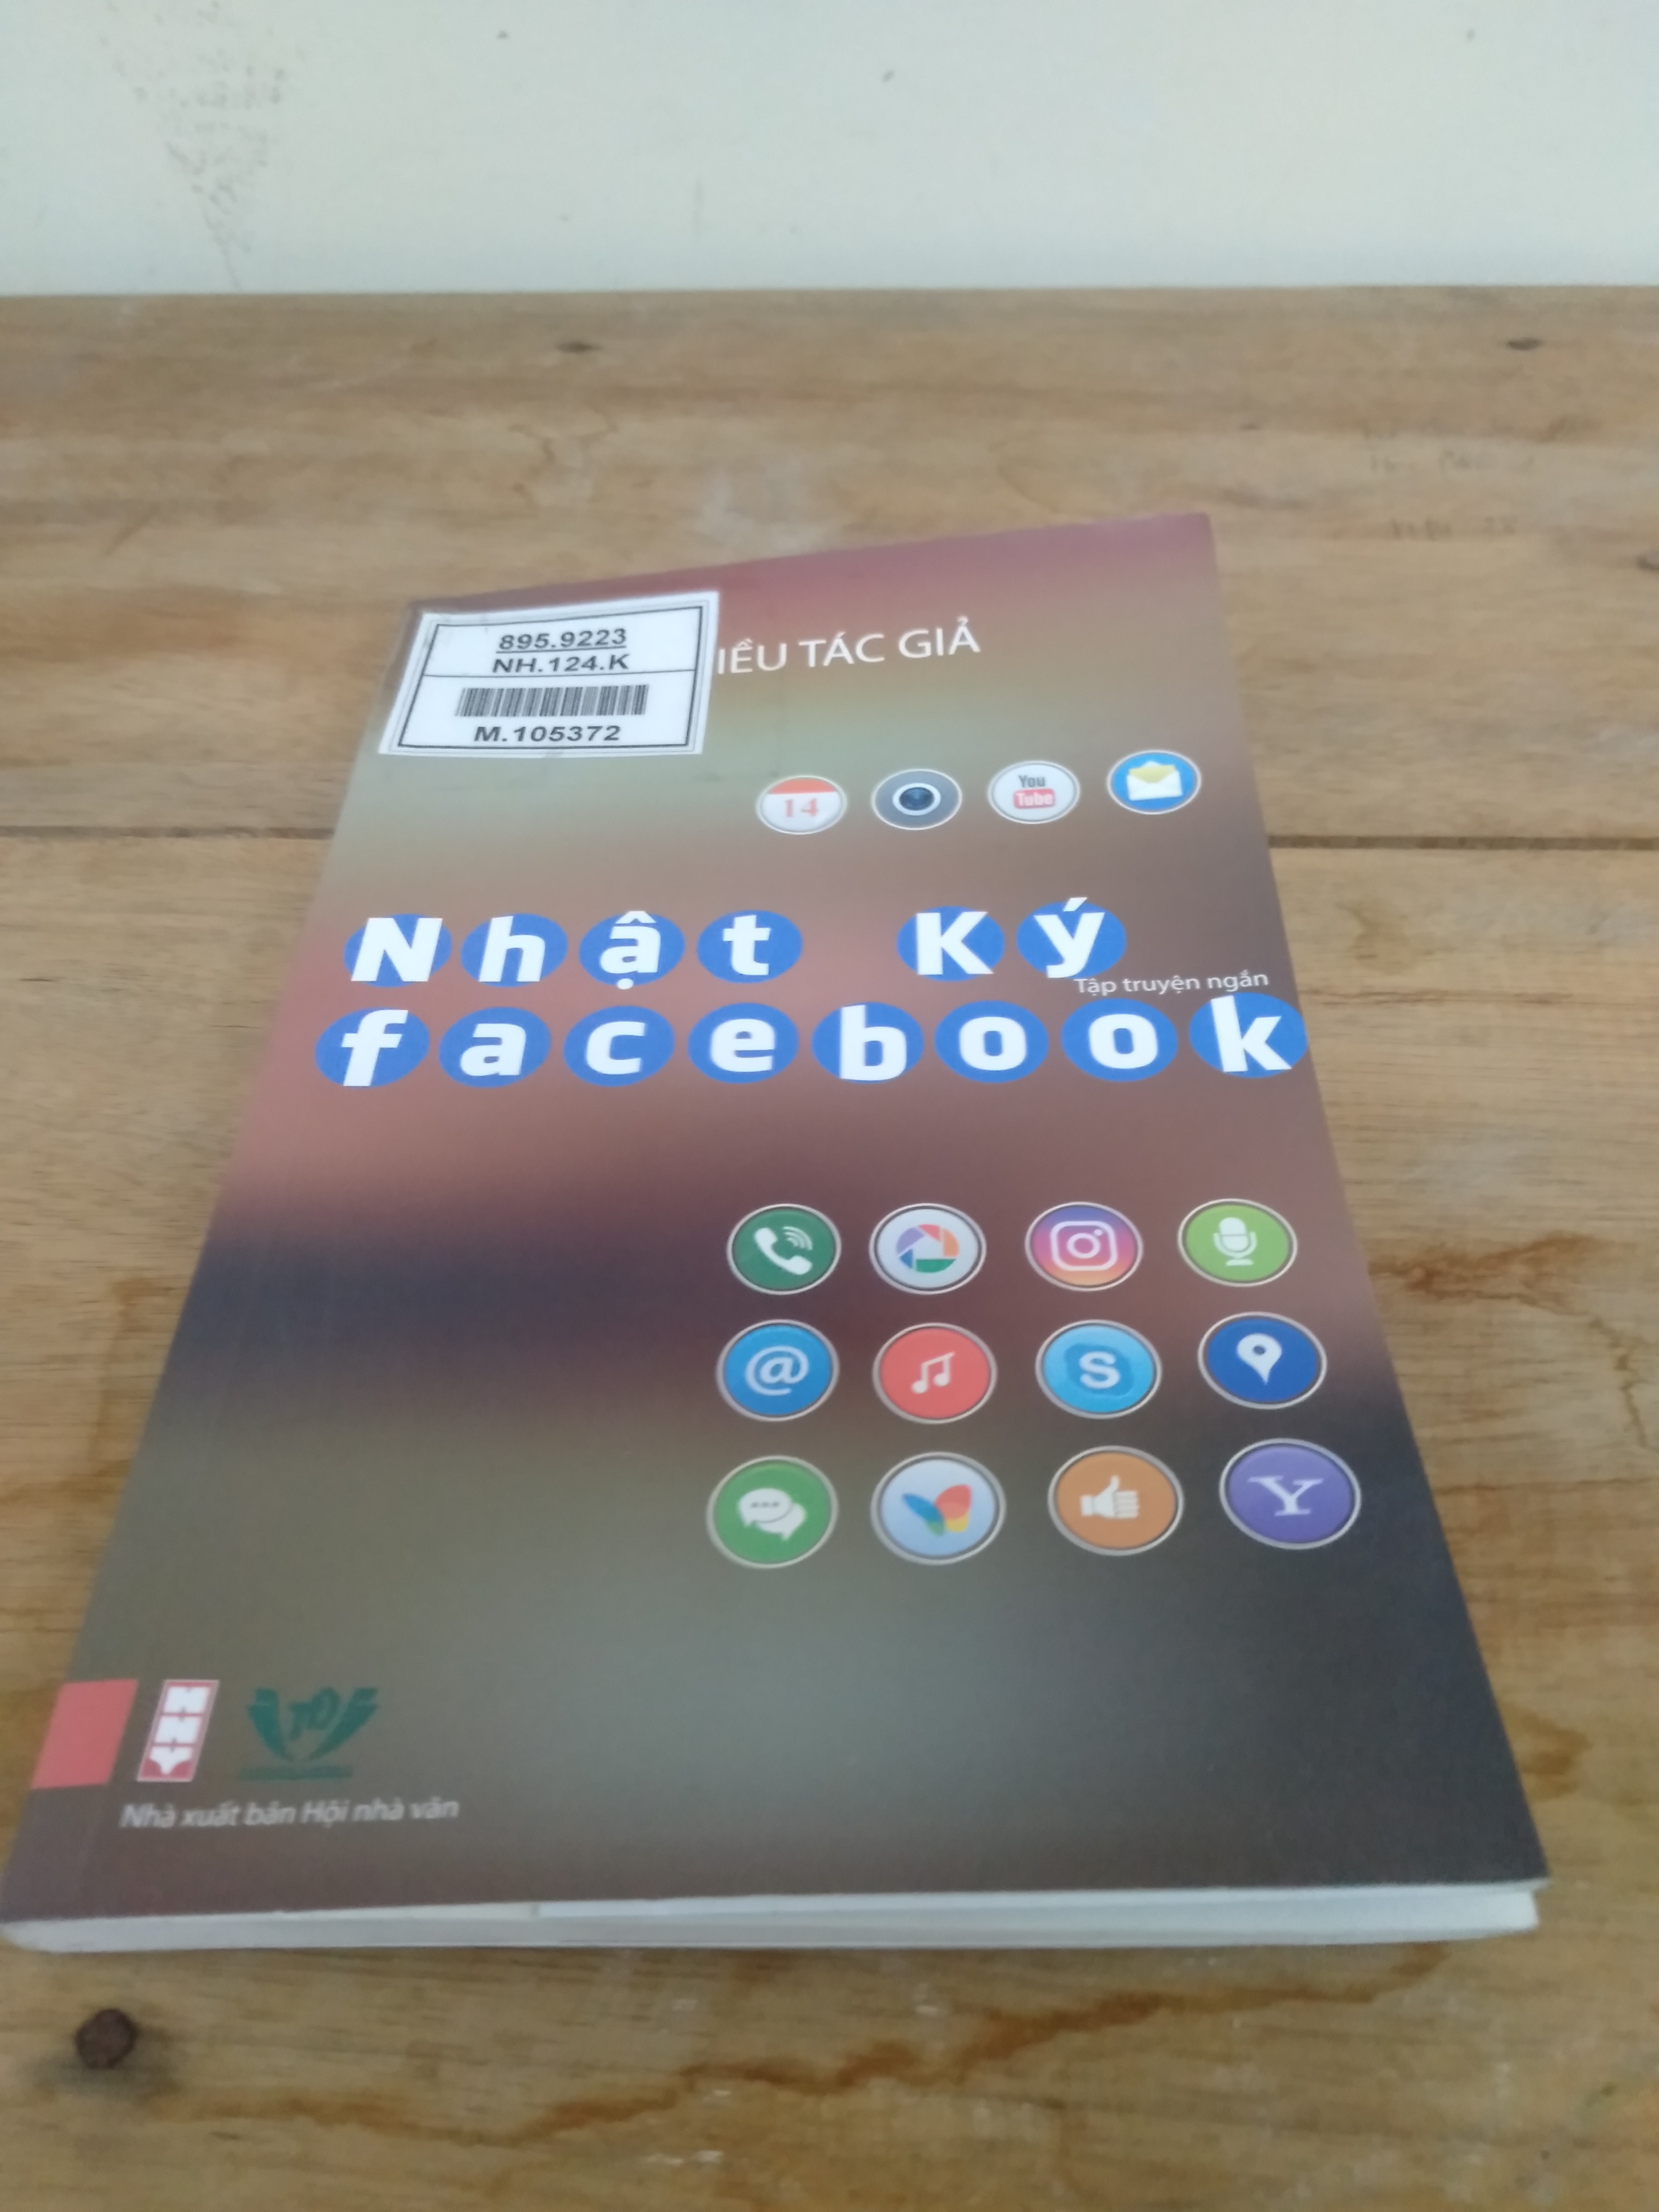 895.9223
NH.124.K
M.105372
IỀU TÁC GIẢ
14
You
Tube
Nhật Ký
Tập truyện ngắn
facebook
@
S
Y
HNV
Nhà xuất bản Hội nhà văn